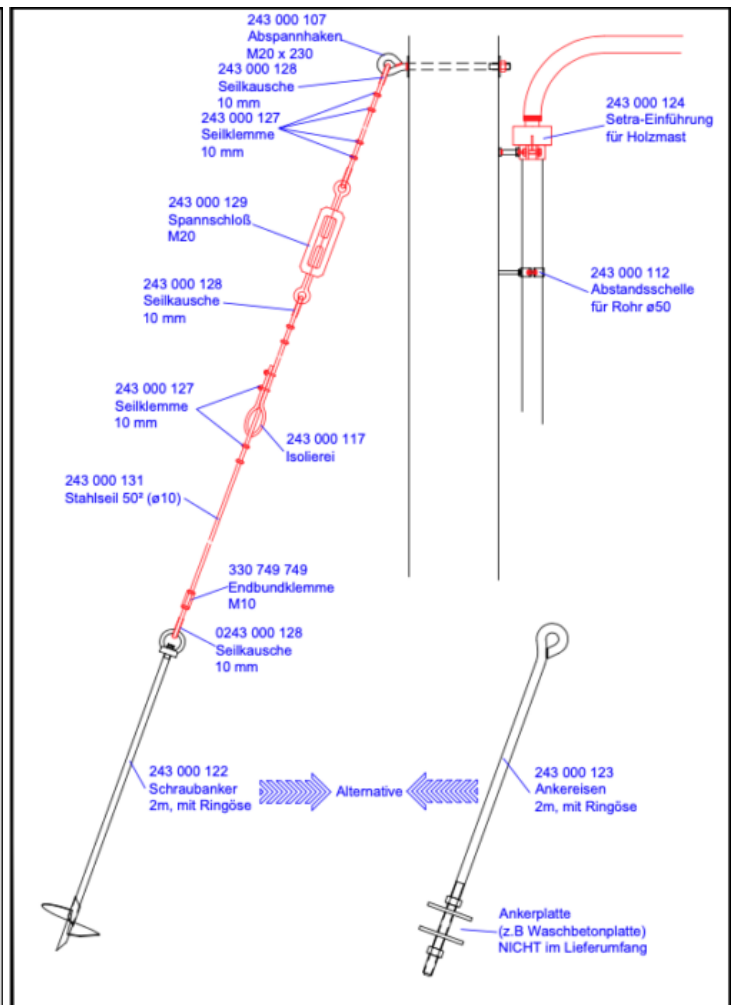 243 000 107
Abspannhaken
M20 x 230
243 000 128
Seilkausche
10 mm
243 000 127
Seilklemme
10 mm
243 000 124
Setra-Einführung
für Holzmast
243 000 129
Spannschloß
M20
243 000 128
Seilkausche
10 mm
243 000 112
Abstandsschelle
für Rohr ø50
243 000 127
Seilklemme
10 mm
243 000 117
Isolierei
243 000 131
Stahlseil 50² (ø10)
330 749 749
Endbundklemme
M10
0243 000 128
Seilkausche
10 mm
243 000 122
Schraubanker
2m, mit Ringöse
Alternative
243 000 123
Ankereisen
2m, mit Ringöse
Ankerplatte
(z.B Waschbetonplatte)
NICHT im Lieferumfang